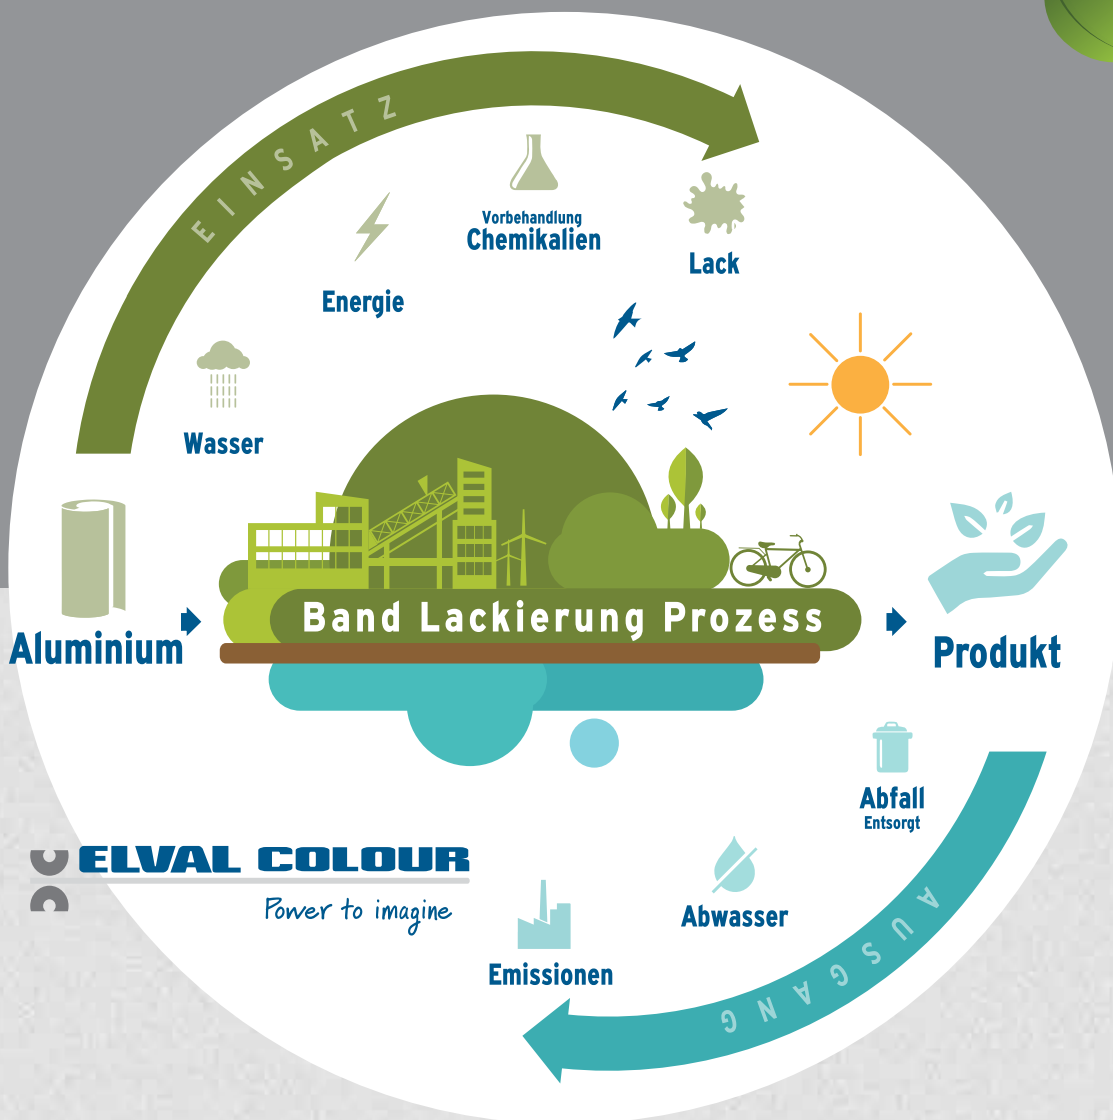 EINSATZ
Vorbehandlung
Chemikalien
Lack
Energie
Wasser
Aluminium
Band Lackierung Prozess
Produkt
Abfall
Entsorgt
Abwasser
Emissionen
AUSGANG
ELVAL COLOUR
Power to imagine